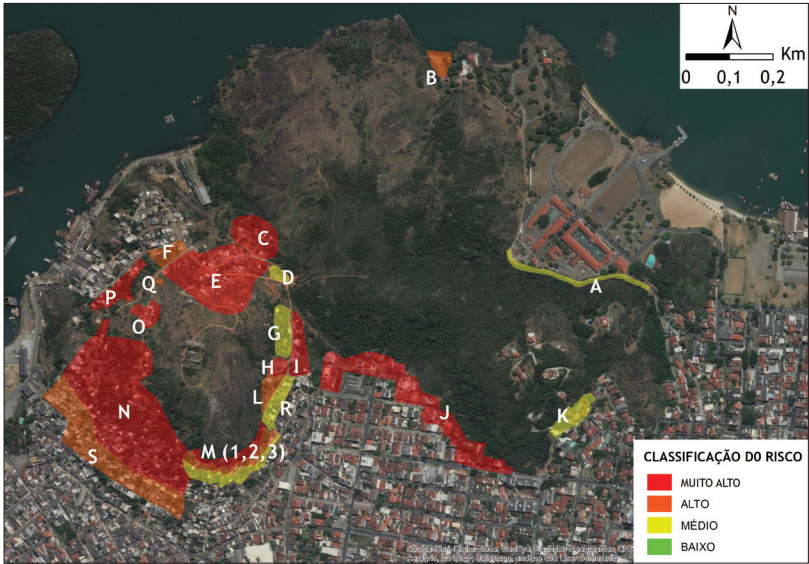 N
Km
0 0,1 0,2
B
C
F
D
E
Q
P
A
O
G
H I
L
R
J
K
N
M (1,2,3)
S
CLASSIFICAÇÃO DO RISCO
MUITO ALTO
ALTO
MÉDIO
BAIXO